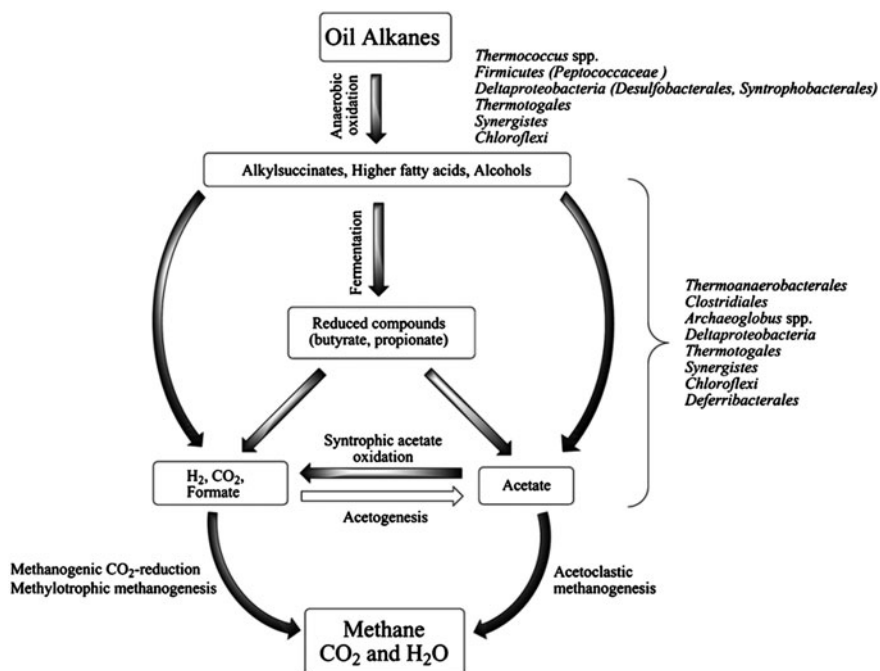 Oil Alkanes
Thermococcus spp.
Firmicutes (Peptococcaceae )
Deltaproteobacteria (Desulfobacterales, Syntrophobacterales)
Thermotogales
Synergistes
Chloroflexi
Anaerobic
oxidation
Alkylsuccinates, Higher fatty acids, Alcohols
Fermentation
Reduced compounds
(butyrate, propionate)
Thermoanaerobacterales
Clostridiales
Archaeoglobus spp.
Deltaproteobacteria
Thermotogales
Synergistes
Chloroflexi
Deferribacterales
Syntrophic acetate
oxidation
H₂, CO₂,
Formate
Acetate
Acetogenesis
Methanogenic CO₂-reduction
Methylotrophic methanogenesis
Acetoclastic
methanogenesis
Methane
CO₂ and H₂O